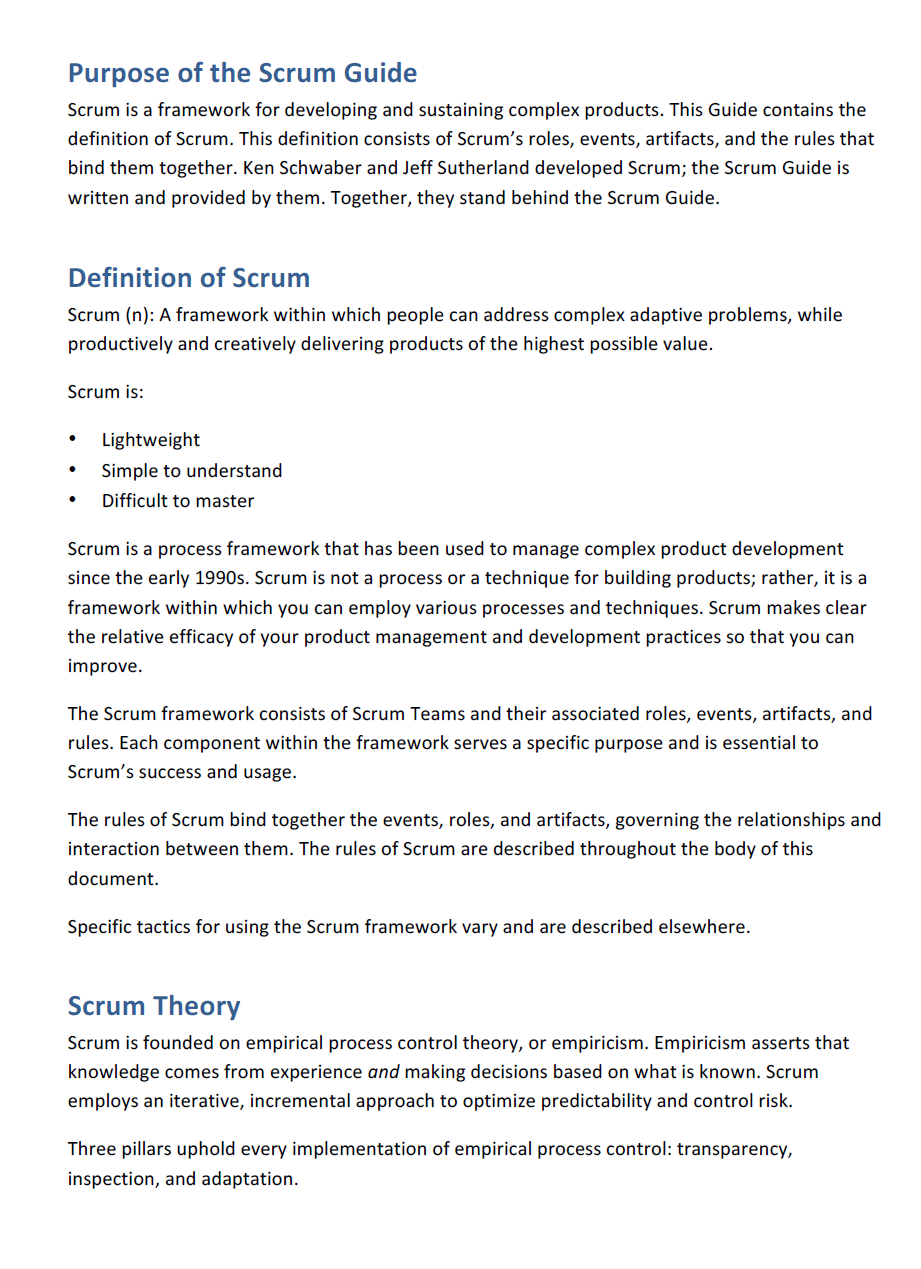 Purpose of the Scrum Guide
Scrum is a framework for developing and sustaining complex products. This Guide contains the
definition of Scrum. This definition consists of Scrum’s roles, events, artifacts, and the rules that
bind them together. Ken Schwaber and Jeff Sutherland developed Scrum; the Scrum Guide is
written and provided by them. Together, they stand behind the Scrum Guide.
Definition of Scrum
Scrum (n): A framework within which people can address complex adaptive problems, while
productively and creatively delivering products of the highest possible value.
Scrum is:
• Lightweight
• Simple to understand
• Difficult to master
Scrum is a process framework that has been used to manage complex product development
since the early 1990s. Scrum is not a process or a technique for building products; rather, it is a
framework within which you can employ various processes and techniques. Scrum makes clear
the relative efficacy of your product management and development practices so that you can
improve.
The Scrum framework consists of Scrum Teams and their associated roles, events, artifacts, and
rules. Each component within the framework serves a specific purpose and is essential to
Scrum’s success and usage.
The rules of Scrum bind together the events, roles, and artifacts, governing the relationships and
interaction between them. The rules of Scrum are described throughout the body of this
document.
Specific tactics for using the Scrum framework vary and are described elsewhere.
Scrum Theory
Scrum is founded on empirical process control theory, or empiricism. Empiricism asserts that
knowledge comes from experience and making decisions based on what is known. Scrum
employs an iterative, incremental approach to optimize predictability and control risk.
Three pillars uphold every implementation of empirical process control: transparency,
inspection, and adaptation.